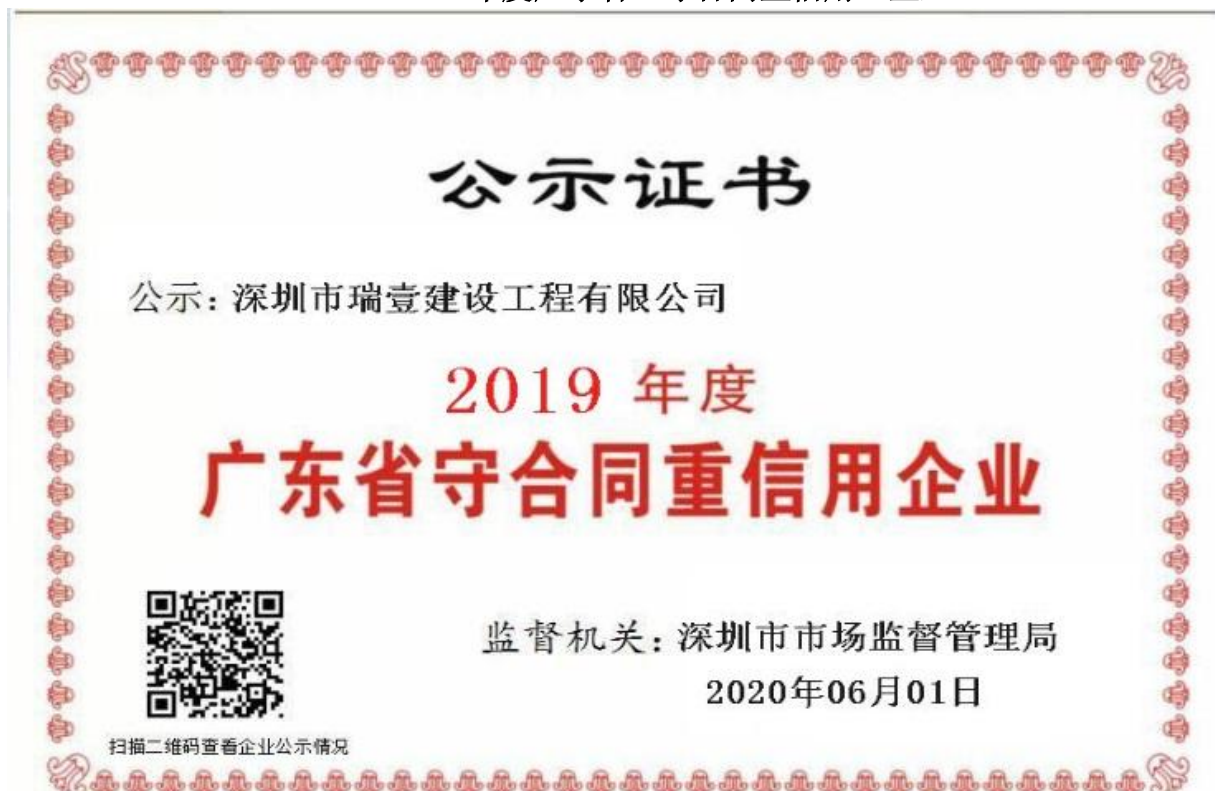 公示证书
公示：深圳市瑞壹建设工程有限公司
2019 年度
广东省守合同重信用企业
监督机关：深圳市市场监督管理局
2020年06月01日
扫描二维码查看企业公示情况